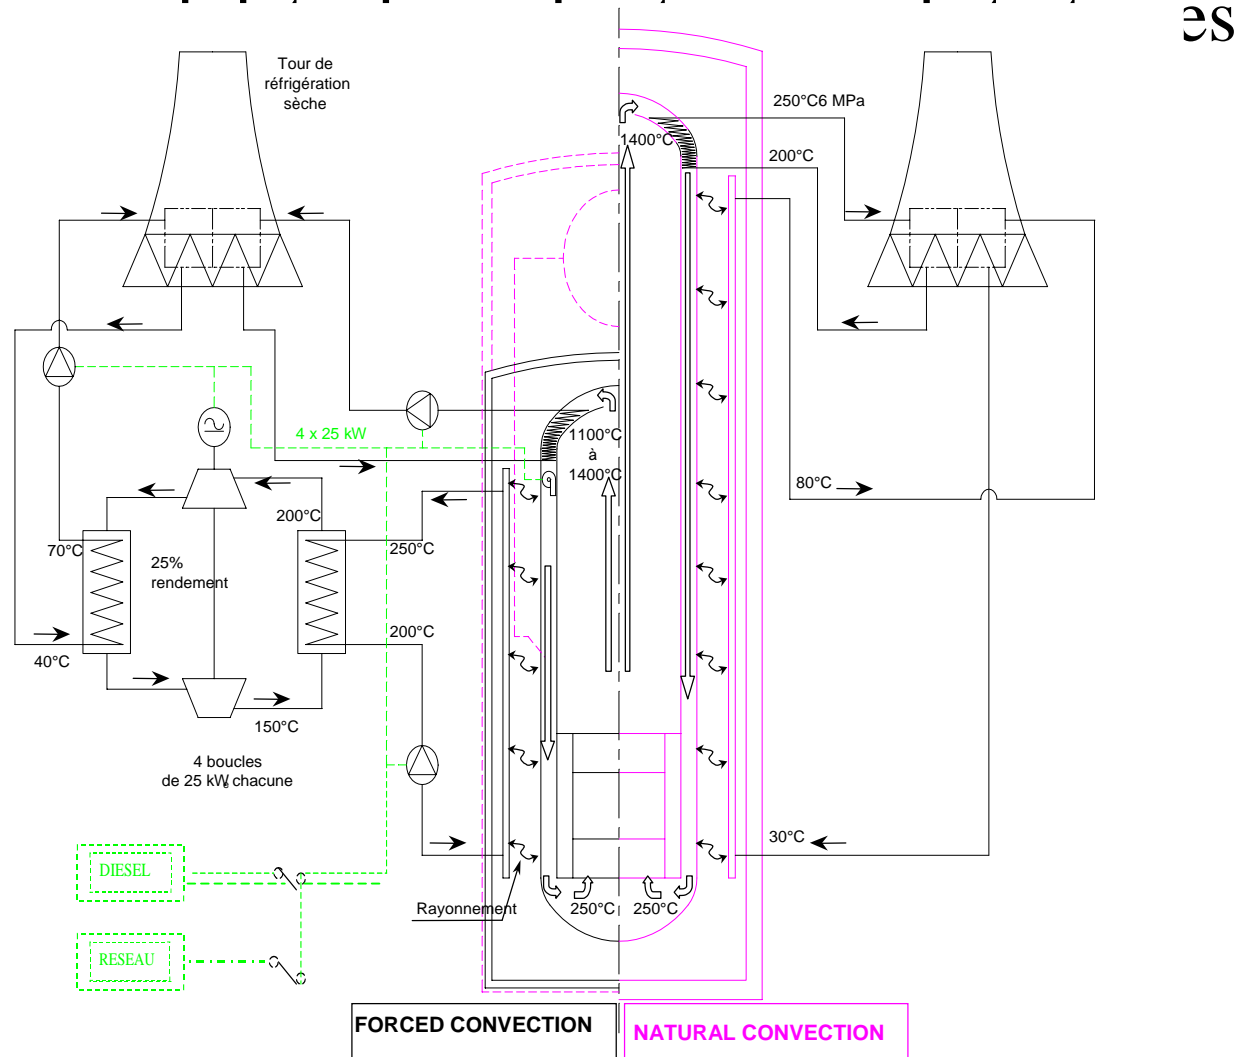 es
Tour de
réfrigération
sèche
250°C6 MPa
1400°C
200°C
1100°C
à
1400°C
4 x 25 kW
80°C
200°C
70°C
25%
rendement
250°C
200°C
40°C
150°C
4 boucles
de 25 kWe chacune
30°C
DIESEL
Rayonnement
250°C
250°C
RESEAU
FORCED CONVECTION
NATURAL CONVECTION